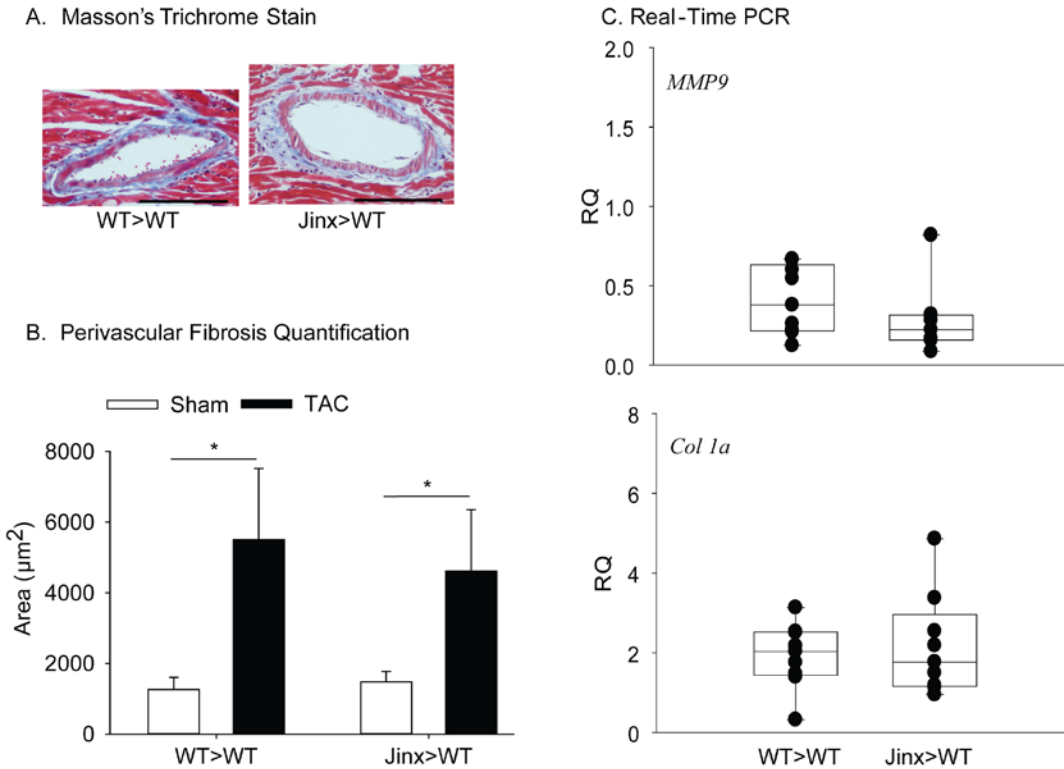 A. Masson's Trichrome Stain
WT>WT
Jinx>WT
B. Perivascular Fibrosis Quantification
Sham
TAC
8000
6000
4000
2000
0
Area (µm²)
*
*
WT>WT
Jinx>WT
C. Real-Time PCR
2.0
1.5
1.0
0.5
0.0
RQ
MMP9
8
6
4
2
0
RQ
Col 1a
WT>WT
Jinx>WT